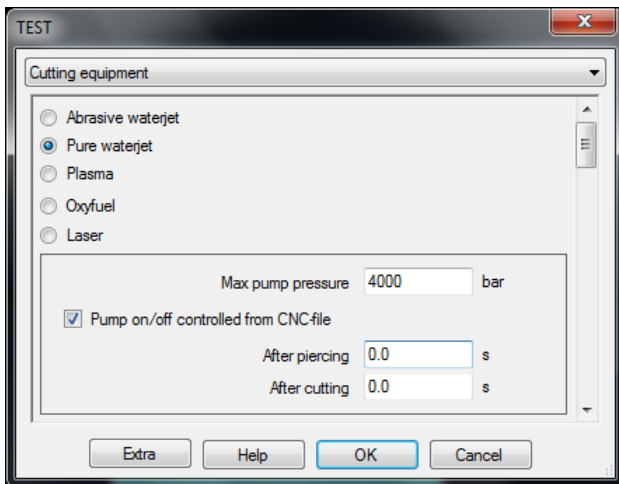 TEST
Cutting equipment
Abrasive waterjet
Pure waterjet
Plasma
Oxyfuel
Laser
Max pump pressure 4000 bar
Pump on/off controlled from CNC-file
After piercing 0.0 s
After cutting 0.0 s
Extra Help OK Cancel